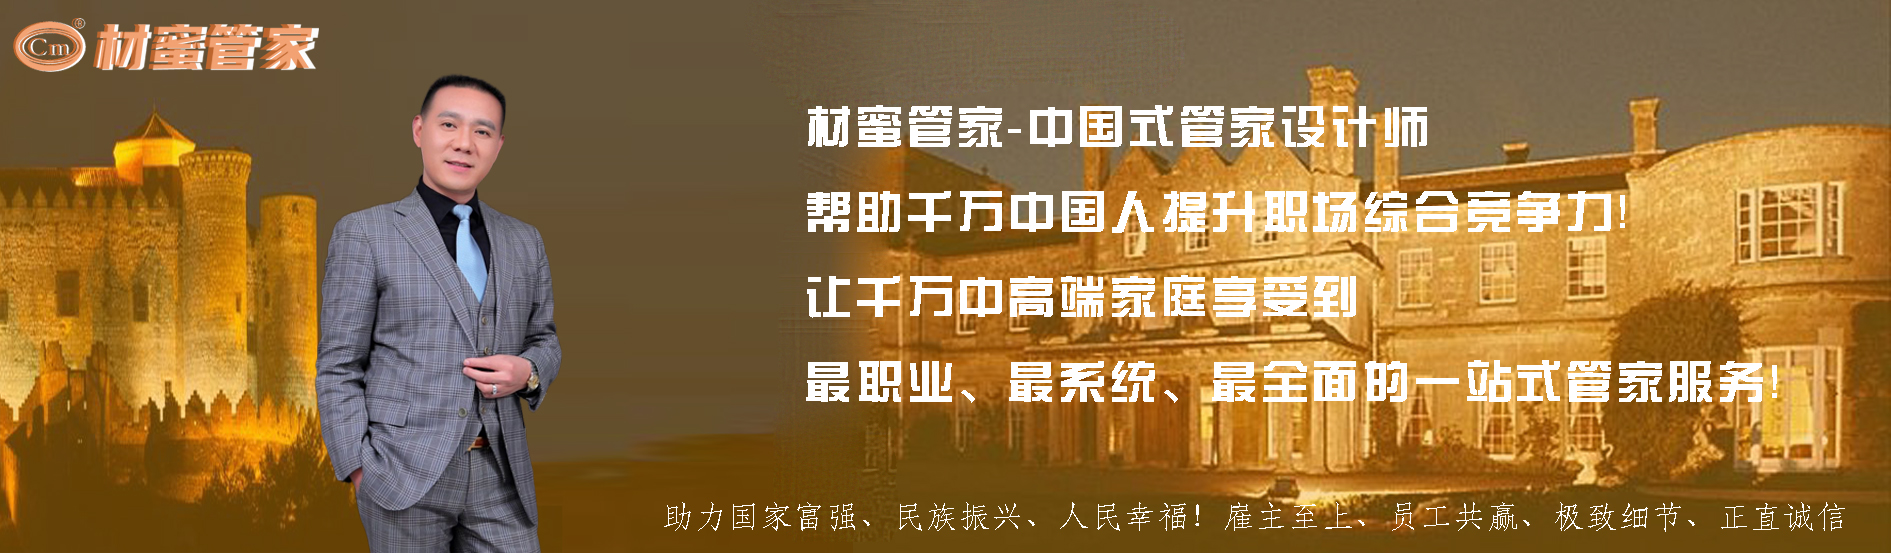 Cm® 材蜜管家
材蜜管家-中国式管家设计师
帮助千万中国人提升职场综合竞争力!
让千万中高端家庭享受到
最职业、最系统、最全面的一站式管家服务!
助力国家富强、民族振兴、人民幸福! 雇主至上、员工共赢、极致细节、正直诚信